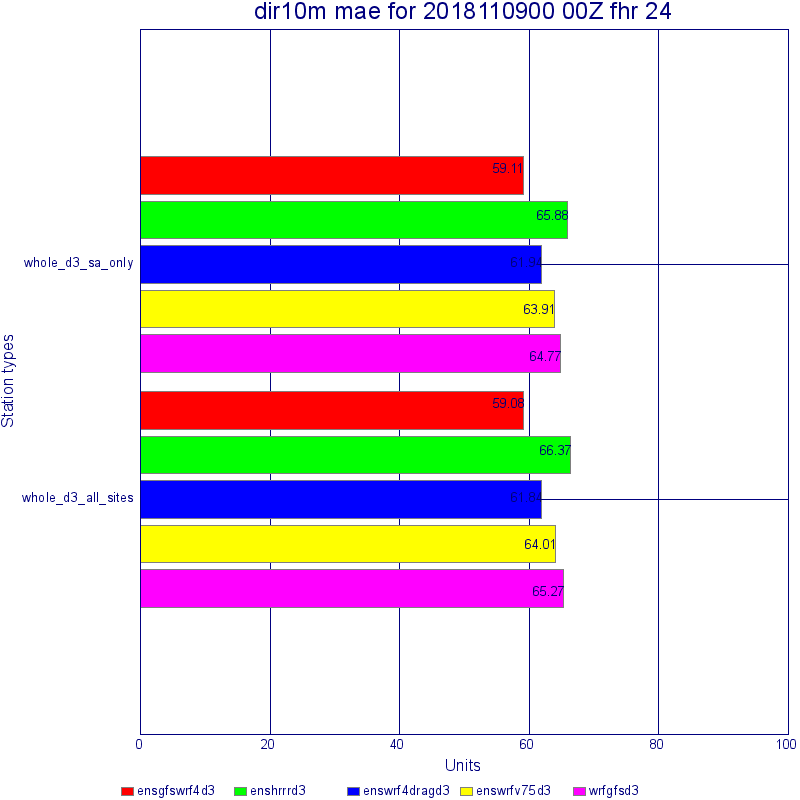 dir10m mae for 2018110900 00Z fhr 24
59.11
65.88
whole_d3_sa_only
63.91
64.77
Station types
59.08
66.37
whole_d3_all_sites
61.84
64.01
65.27
0 20 40 60 80 100
Units
ensgfswrf4d3 enshrrrd3 enswrf4dragd3 enswrfv75d3 wrfgfsd3